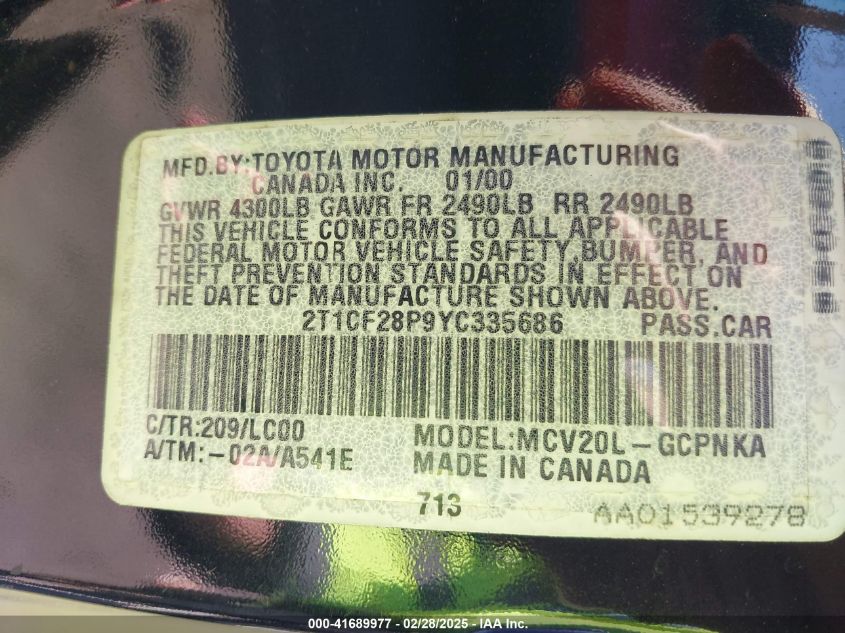 MFD.BY:TOYOTA MOTOR MANUFACTURING
CANADA INC. 01/00
GVWR 4300LB GAWR FR 2490LB RR 2490LB
THIS VEHICLE CONFORMS TO ALL APPLICABLE
FEDERAL MOTOR VEHICLE SAFETY,BUMPER, AND
THEFT PREVENTION STANDARDS IN EFFECT ON
THE DATE OF MANUFACTURE SHOWN ABOVE.
2T1CF28P9YC335686 PASS.CAR
C/TR:209/LC00 MODEL:MCV20L-GCPNKA
A/TM:-02A/A541E MADE IN CANADA
713 AA01539278
000-41689977 - 02/28/2025 - IAA Inc.